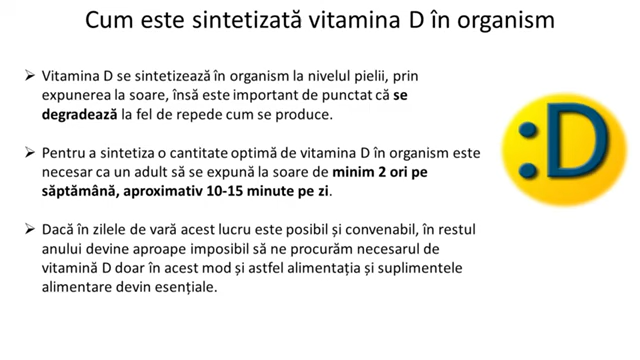 Cum este sintetizată vitamina D în organism
➢ Vitamina D se sintetizează în organism la nivelul pielii, prin
expunerea la soare, însă este important de punctat că se
degradează la fel de repede cum se produce.
➢ Pentru a sintetiza o cantitate optimă de vitamina D în organism este
necesar ca un adult să se expună la soare de minim 2 ori pe
săptămână, aproximativ 10-15 minute pe zi.
➢ Dacă în zilele de vară acest lucru este posibil și convenabil, în restul
anului devine aproape imposibil să ne procurăm necesarul de
vitamină D doar în acest mod și astfel alimentația și suplimentele
alimentare devin esențiale.
:D